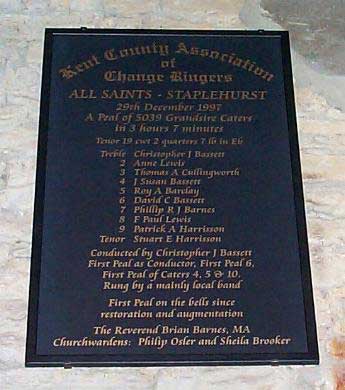 Kent County Association
of
Change Ringers
ALL SAINTS - STAPLEHURST
29th December 1997
A Peal of 5039 Grandsire Caters
in 3 hours 7 minutes
Tenor 19 cwt 2 quarters 7 lb in Eb
Treble Christopher J Bassett
2 Anne Lewis
3 Thomas A Cullingworth
4 J Susan Bassett
5 Roy A Barclay
6 David C Bassett
7 Phillip R J Barnes
8 F Paul Lewis
9 Patrick A Harrisson
Tenor Stuart E Harrisson
Conducted by Christopher J Bassett
First Peal as Conductor, First Peal 6,
First Peal of Caters 4, 5 & 10.
Rung by a mainly local band
First Peal on the bells since
restoration and augmentation
The Reverend Brian Barnes, MA
Churchwardens: Philip Osler and Sheila Brooker